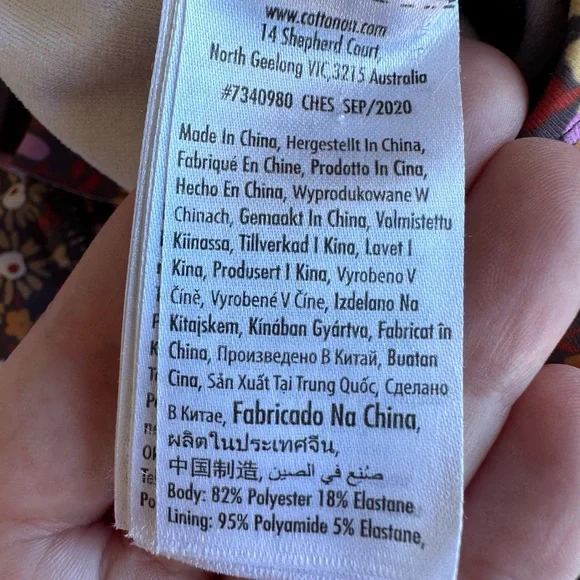 www.cottonon.com
14 Shepherd Court,
North Geelong VIC,3215 Australia
#7340980 CHES SEP/2020
Made In China, Hergestellt In China,
Fabriqué En Chine, Prodotto In Cina,
Hecho En China, Wyprodukowane W
Chinach, Gemaakt In China, Valmistettu
Kiinassa, Tillverkad I Kina, Lavet I
Kina, Produsert I Kina, Vyrobeno V
Číně, Vyrobené V Číne, Izdelano Na
Kitajskem, Kínában Gyártva, Fabricat în
China, Произведено В Китай, Buatan
Cina, Sản Xuất Tại Trung Quốc, Сделано
В Китае, Fabricado Na China,
ผลิตในประเทศจีน,
中国制造, صُنع في الصين
Body: 82% Polyester 18% Elastane
Lining: 95% Polyamide 5% Elastane,